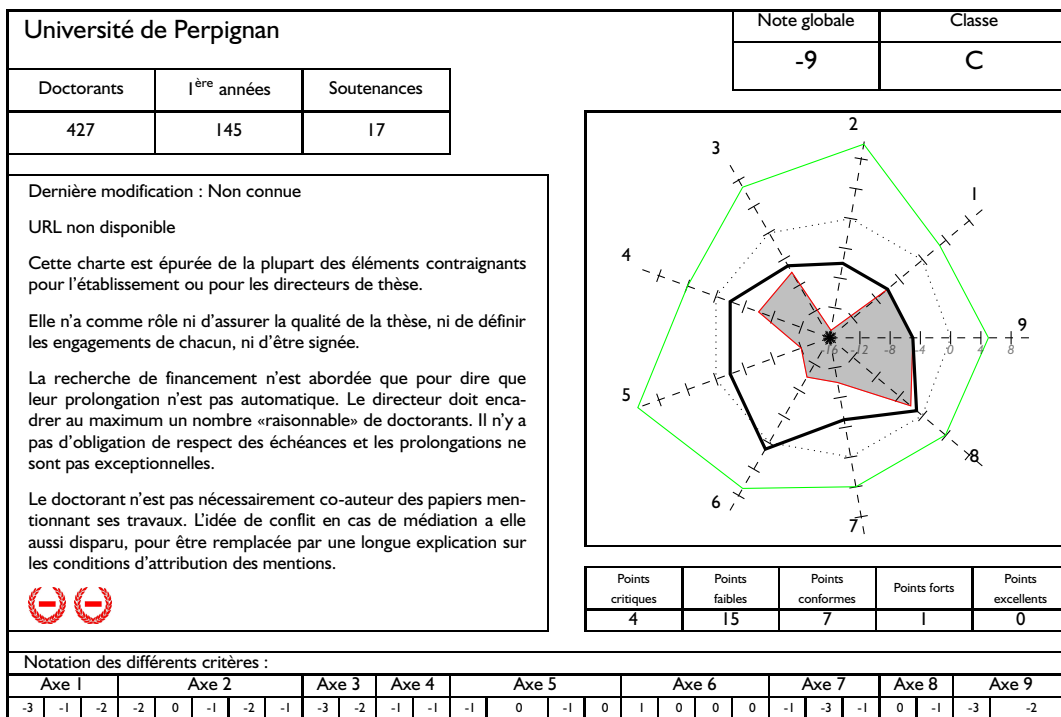 Université de Perpignan
Note globale Classe
-9 C
Doctorants 1ère années Soutenances
427 145 17
Dernière modification : Non connue
URL non disponible
Cette charte est épurée de la plupart des éléments contraignants
pour l'établissement ou pour les directeurs de thèse.
Elle n'a comme rôle ni d'assurer la qualité de la thèse, ni de définir
les engagements de chacun, ni d'être signée.
La recherche de financement n'est abordée que pour dire que
leur prolongation n'est pas automatique. Le directeur doit enca-
drer au maximum un nombre «raisonnable» de doctorants. Il n'y a
pas d'obligation de respect des échéances et les prolongations ne
sont pas exceptionnelles.
Le doctorant n'est pas nécessairement co-auteur des papiers men-
tionnant ses travaux. L'idée de conflit en cas de médiation a elle
aussi disparu, pour être remplacée par une longue explication sur
les conditions d'attribution des mentions.
2
3
1
4
9
-16 -12 -8 -4 0 4 8
5
8
6
7
Points critiques Points faibles Points conformes Points forts Points excellents
4 15 7 1 0
Notation des différents critères :
Axe 1 Axe 2 Axe 3 Axe 4 Axe 5 Axe 6 Axe 7 Axe 8 Axe 9
-3 -1 -2 -2 0 -1 -2 -1 -3 -2 -1 -1 -1 0 -1 0 1 0 0 0 -1 -3 -1 0 -1 -3 -2